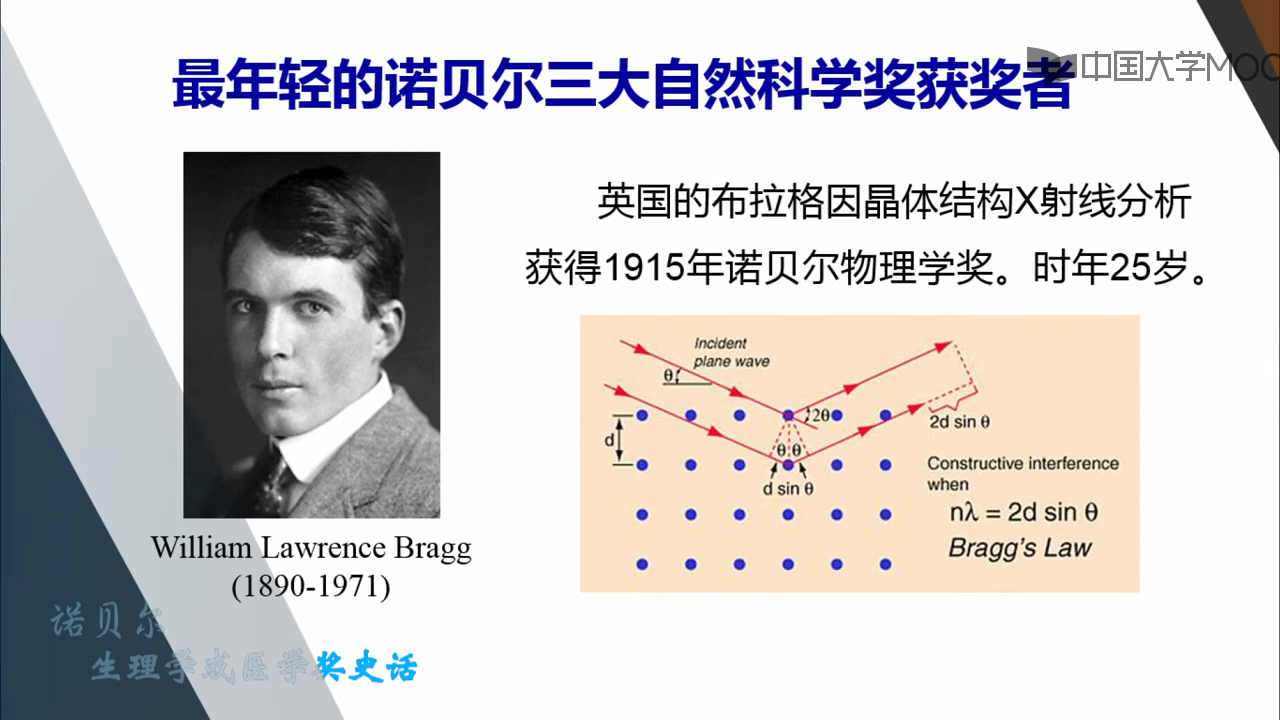 最年轻的诺贝尔三大自然科学奖获奖者
中国大学MOO
英国的布拉格因晶体结构X射线分析
获得1915年诺贝尔物理学奖。时年25岁。
Incident
plane wave
θ
2θ
d
θ θ
d sin θ
2d sin θ
Constructive interference
when
nλ = 2d sin θ
Bragg's Law
William Lawrence Bragg
(1890-1971)
诺贝尔
生理学或医学奖史话